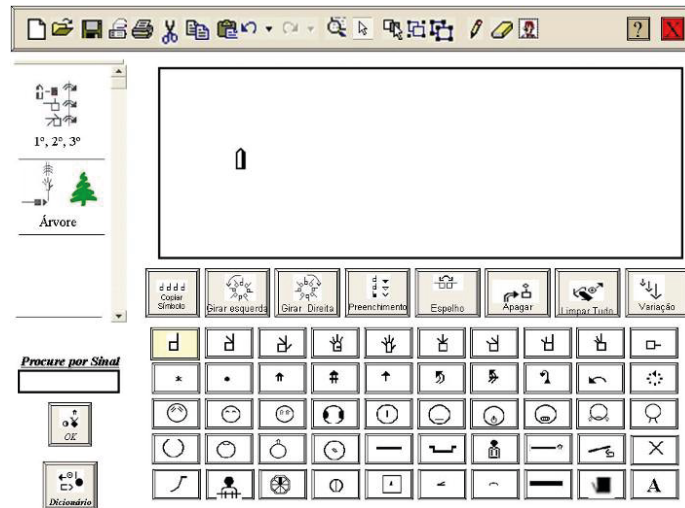 ?
X
1º, 2º, 3º
Árvore
Procure por Sinal
OK
Dicionário
Copiar
Símbolo
Girar esquerda
Girar Direita
Preenchimento
Espelho
Apagar
Limpar Tudo
Variação
A